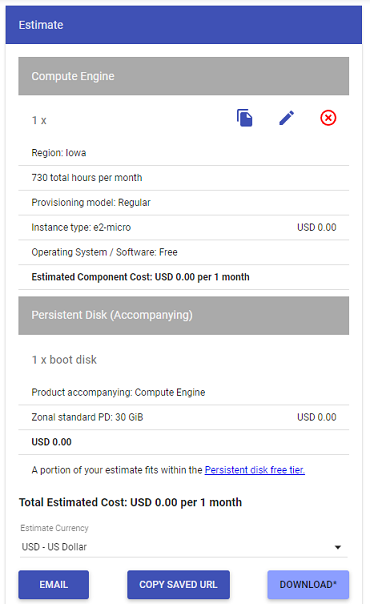 Estimate
Compute Engine
1 x
Region: Iowa
730 total hours per month
Provisioning model: Regular
Instance type: e2-micro USD 0.00
Operating System / Software: Free
Estimated Component Cost: USD 0.00 per 1 month
Persistent Disk (Accompanying)
1 x boot disk
Product accompanying: Compute Engine
Zonal standard PD: 30 GiB USD 0.00
USD 0.00
A portion of your estimate fits within the Persistent disk free tier.
Total Estimated Cost: USD 0.00 per 1 month
Estimate Currency
USD - US Dollar
EMAIL COPY SAVED URL DOWNLOAD*